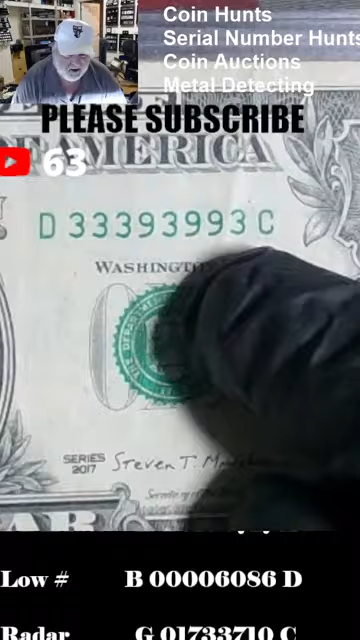 Coin Hunts
Serial Number Hunts
Coin Auctions
Metal Detecting
PLEASE SUBSCRIBE
OF AMERICA
63
D 33393993 C
WASHINGTON
SERIES
2017
Steven T.
Low # B 00006086 D
Radar G 01733710 C